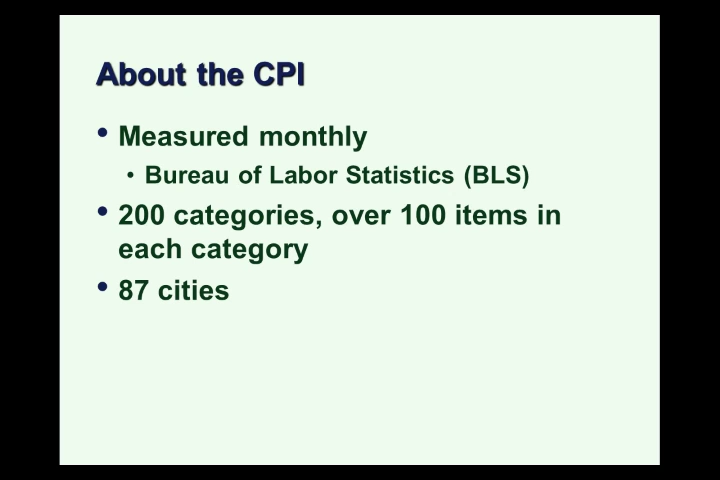 About the CPI
• Measured monthly
• Bureau of Labor Statistics (BLS)
• 200 categories, over 100 items in
each category
• 87 cities